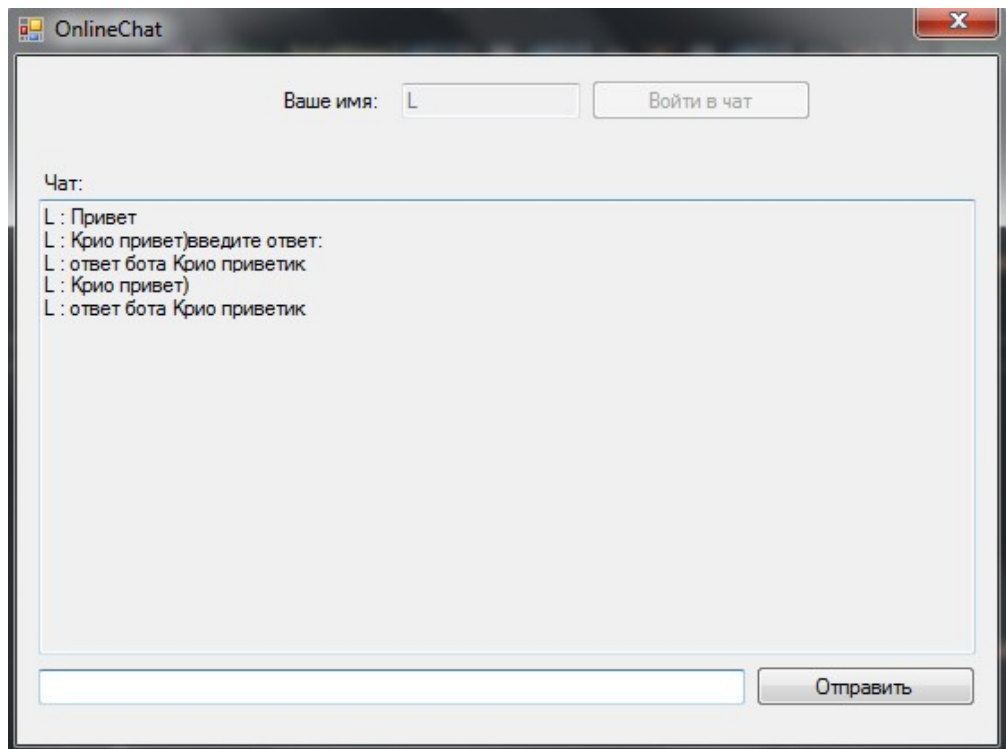 OnlineChat
Ваше имя: L Войти в чат
Чат:
L : Привет
L : Крио привет)введите ответ:
L : ответ бота Крио приветик
L : Крио привет)
L : ответ бота Крио приветик
Отправить